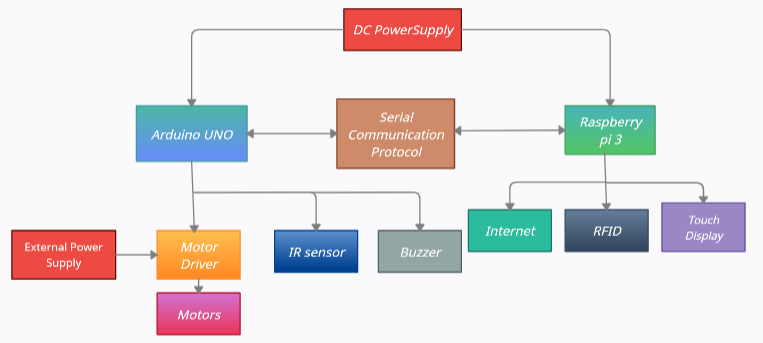 DC PowerSupply
Arduino UNO
Serial
Communication
Protocol
Raspberry
pi 3
External Power
Supply
Motor
Driver
IR sensor
Buzzer
Internet
RFID
Touch
Display
Motors